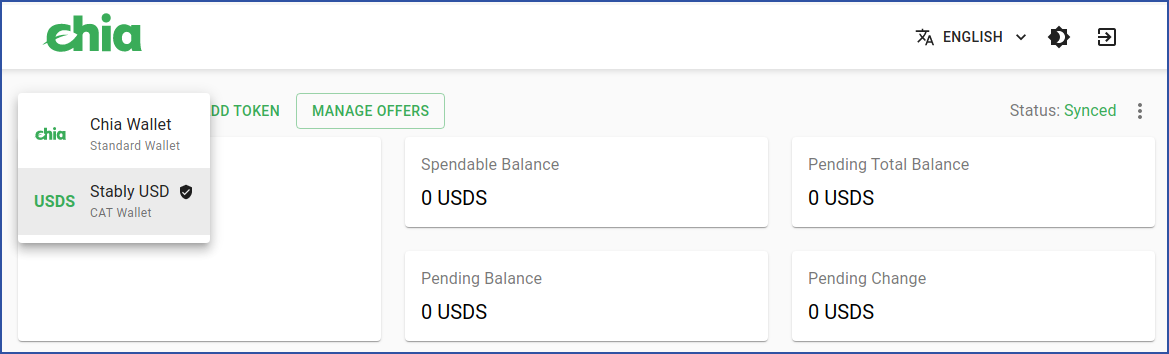 chia
ENGLISH
DD TOKEN
MANAGE OFFERS
Status: Synced
chia
Chia Wallet
Standard Wallet
USDS
Stably USD
CAT Wallet
Spendable Balance
0 USDS
Pending Total Balance
0 USDS
Pending Balance
0 USDS
Pending Change
0 USDS